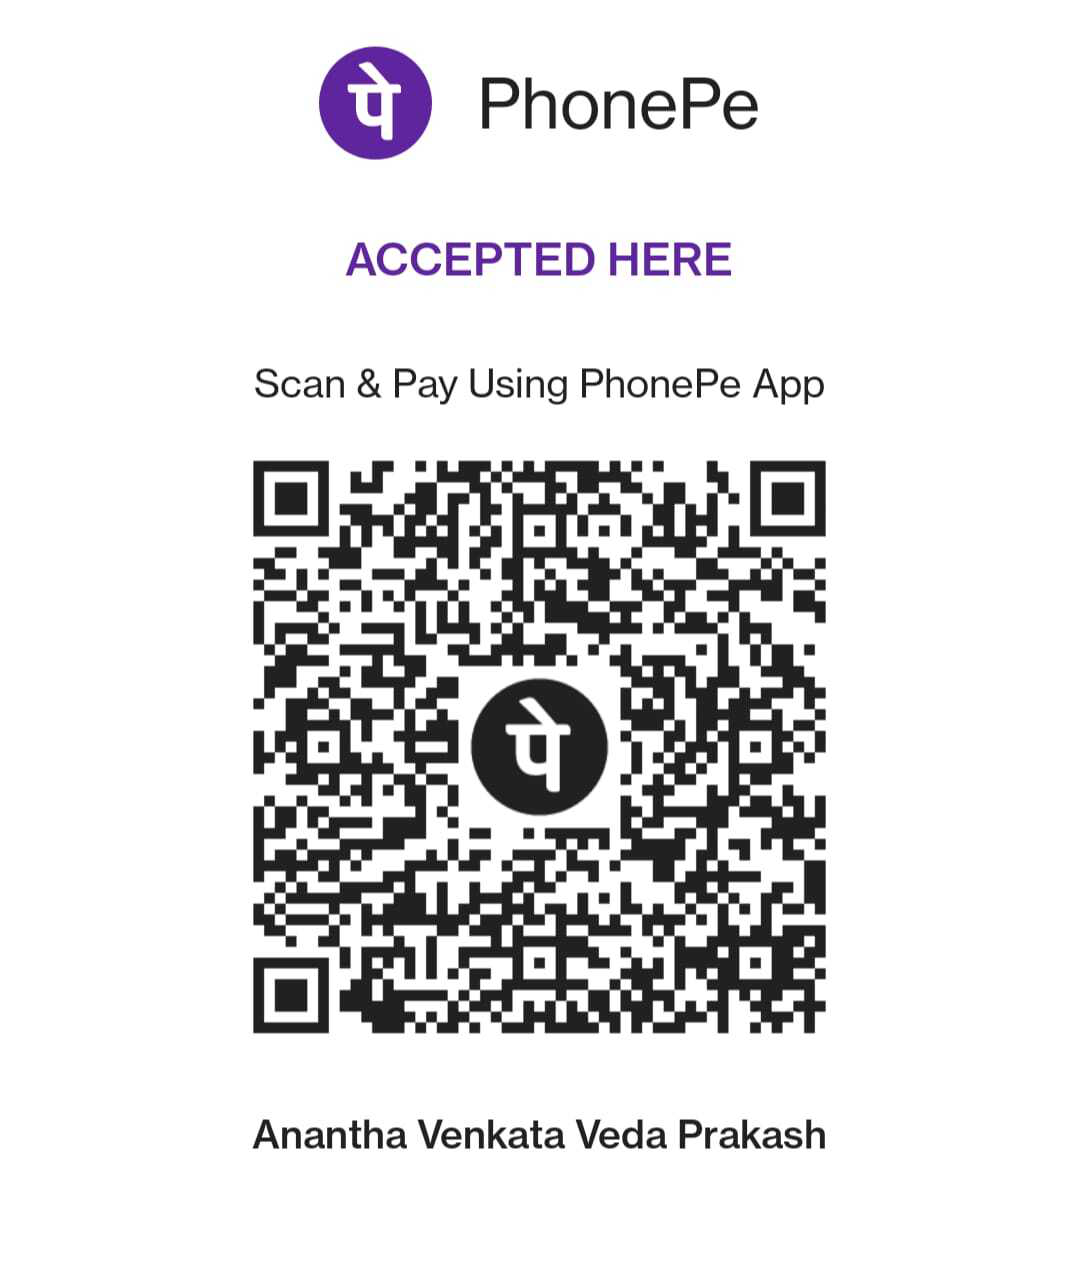 पे PhonePe
ACCEPTED HERE
Scan & Pay Using PhonePe App
पे
Anantha Venkata Veda Prakash